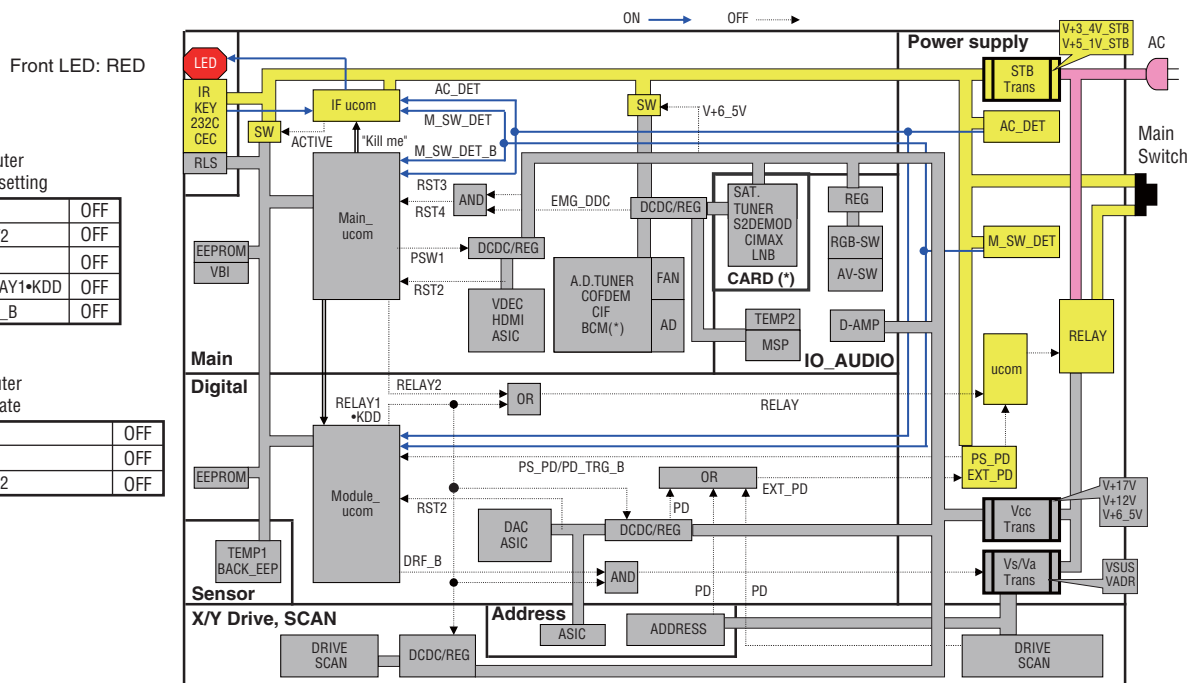 ON
OFF
Front LED: RED
LED
IR
KEY
232C
CEC
RLS
SW
IF ucom
ACTIVE
"Kill me"
AC_DET
M_SW_DET
M_SW_DET_B
SW
V+6_5V
Power supply
V+3_4V_STB
V+5_1V_STB
AC
STB
Trans
AC_DET
Main
Switch
M_SW_DET
RELAY
ucom
uter
setting
OFF
2 OFF
OFF
AY1•KDD OFF
_B OFF
uter
ate
OFF
OFF
2 OFF
EEPROM
VBI
Main_
ucom
RST3
RST4
AND
EMG_DDC
PSW1
DCDC/REG
RST2
VDEC
HDMI
ASIC
DCDC/REG
A.D.TUNER
COFDEM
CIF
BCM(*)
FAN
AD
SAT.
TUNER
S2DEMOD
CIMAX
LNB
CARD (*)
REG
RGB-SW
AV-SW
TEMP2
MSP
D-AMP
Main
IO_AUDIO
Digital
RELAY2
RELAY1
•KDD
OR
RELAY
EEPROM
Module_
ucom
PS_PD/PD_TRG_B
OR
EXT_PD
PS_PD
EXT_PD
RST2
PD
DAC
ASIC
DCDC/REG
V+17V
V+12V
V+6_5V
Vcc
Trans
TEMP1
BACK_EEP
DRF_B
AND
Vs/Va
Trans
VSUS
VADR
PD
PD
Sensor
X/Y Drive, SCAN
Address
ASIC
ADDRESS
DRIVE
SCAN
DCDC/REG
DRIVE
SCAN